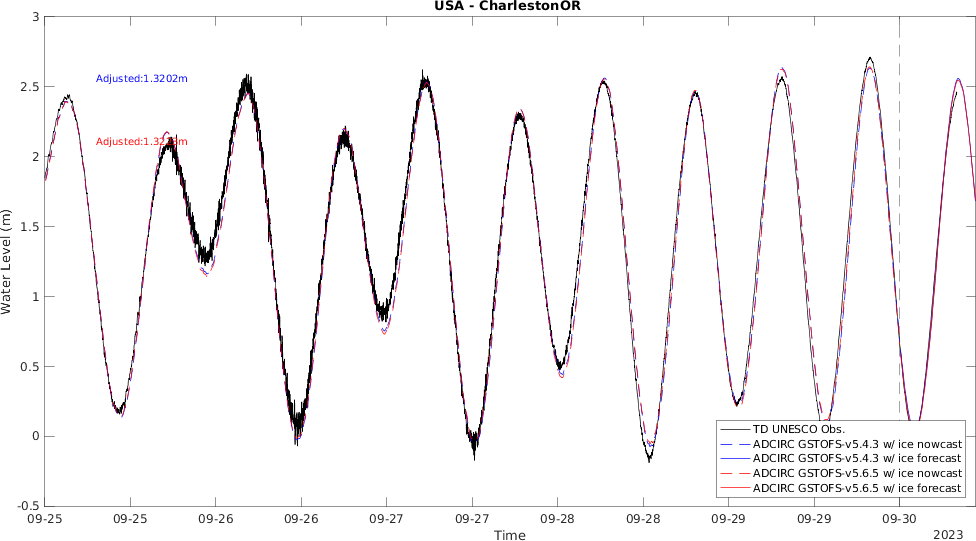 USA - CharlestonOR
3
2.5
2
1.5
1
0.5
0
-0.5
Water Level (m)
Adjusted:1.3202m
TD UNESCO Obs.
ADCIRC GSTOFS-v5.4.3 w/ ice nowcast
ADCIRC GSTOFS-v5.4.3 w/ ice forecast
ADCIRC GSTOFS-v5.6.5 w/ ice nowcast
ADCIRC GSTOFS-v5.6.5 w/ ice forecast
09-25 09-25 09-26 09-26 09-27 09-27 09-28 09-28 09-29 09-29 09-30
Time
2023